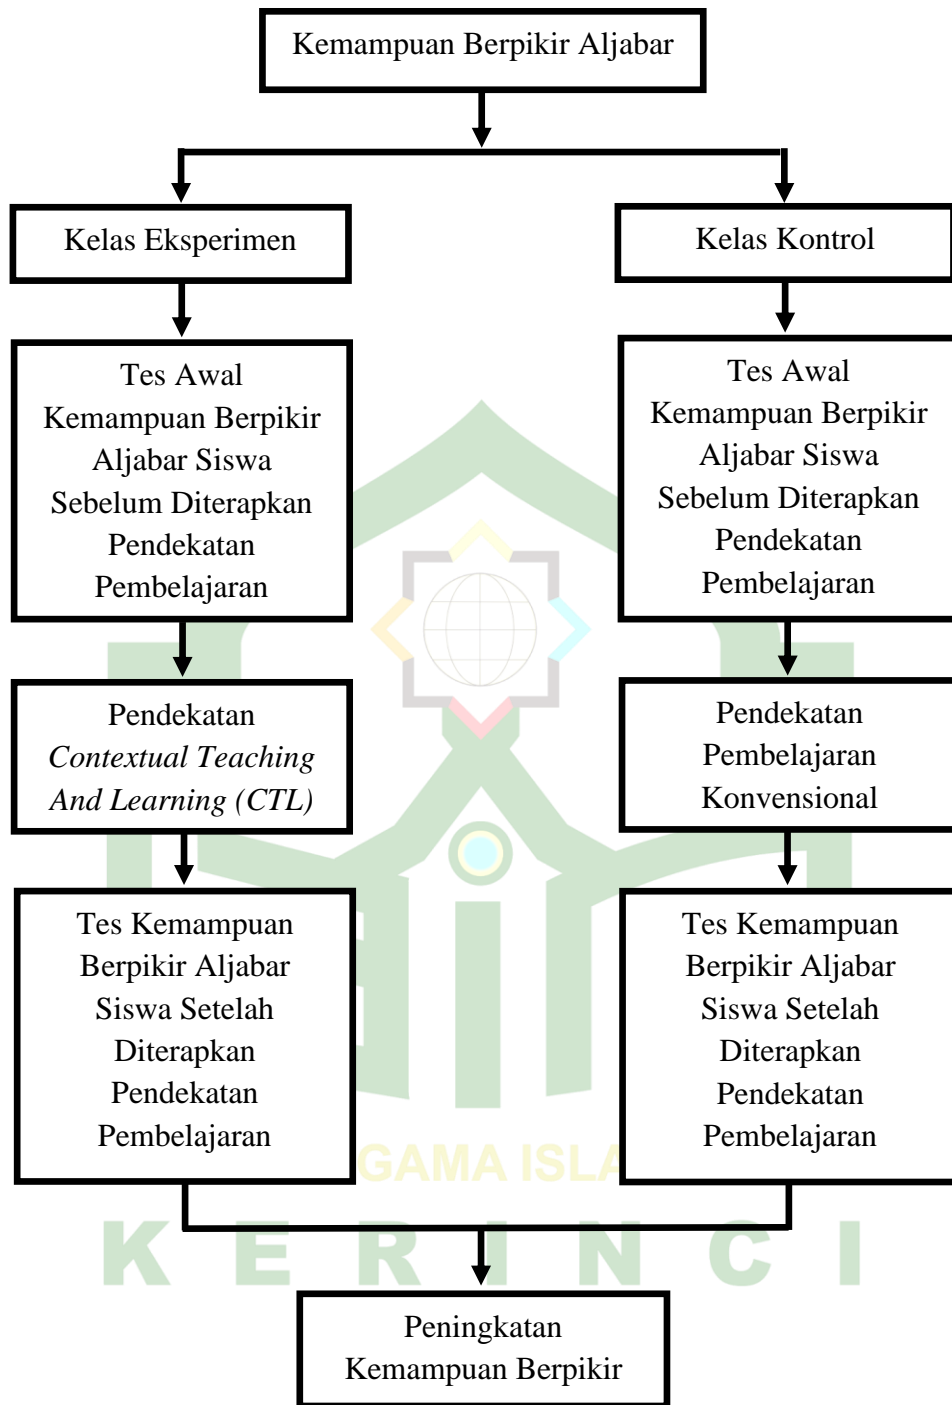 Kemampuan Berpikir Aljabar
Kelas Eksperimen
Kelas Kontrol
Tes Awal
Kemampuan Berpikir
Aljabar Siswa
Sebelum Diterapkan
Pendekatan
Pembelajaran
Tes Awal
Kemampuan Berpikir
Aljabar Siswa
Sebelum Diterapkan
Pendekatan
Pembelajaran
Pendekatan
Contextual Teaching
And Learning (CTL)
Pendekatan
Pembelajaran
Konvensional
Tes Kemampuan
Berpikir Aljabar
Siswa Setelah
Diterapkan
Pendekatan
Pembelajaran
Tes Kemampuan
Berpikir Aljabar
Siswa Setelah
Diterapkan
Pendekatan
Pembelajaran
GAMA ISLA
KERINCI
Peningkatan
Kemampuan Berpikir